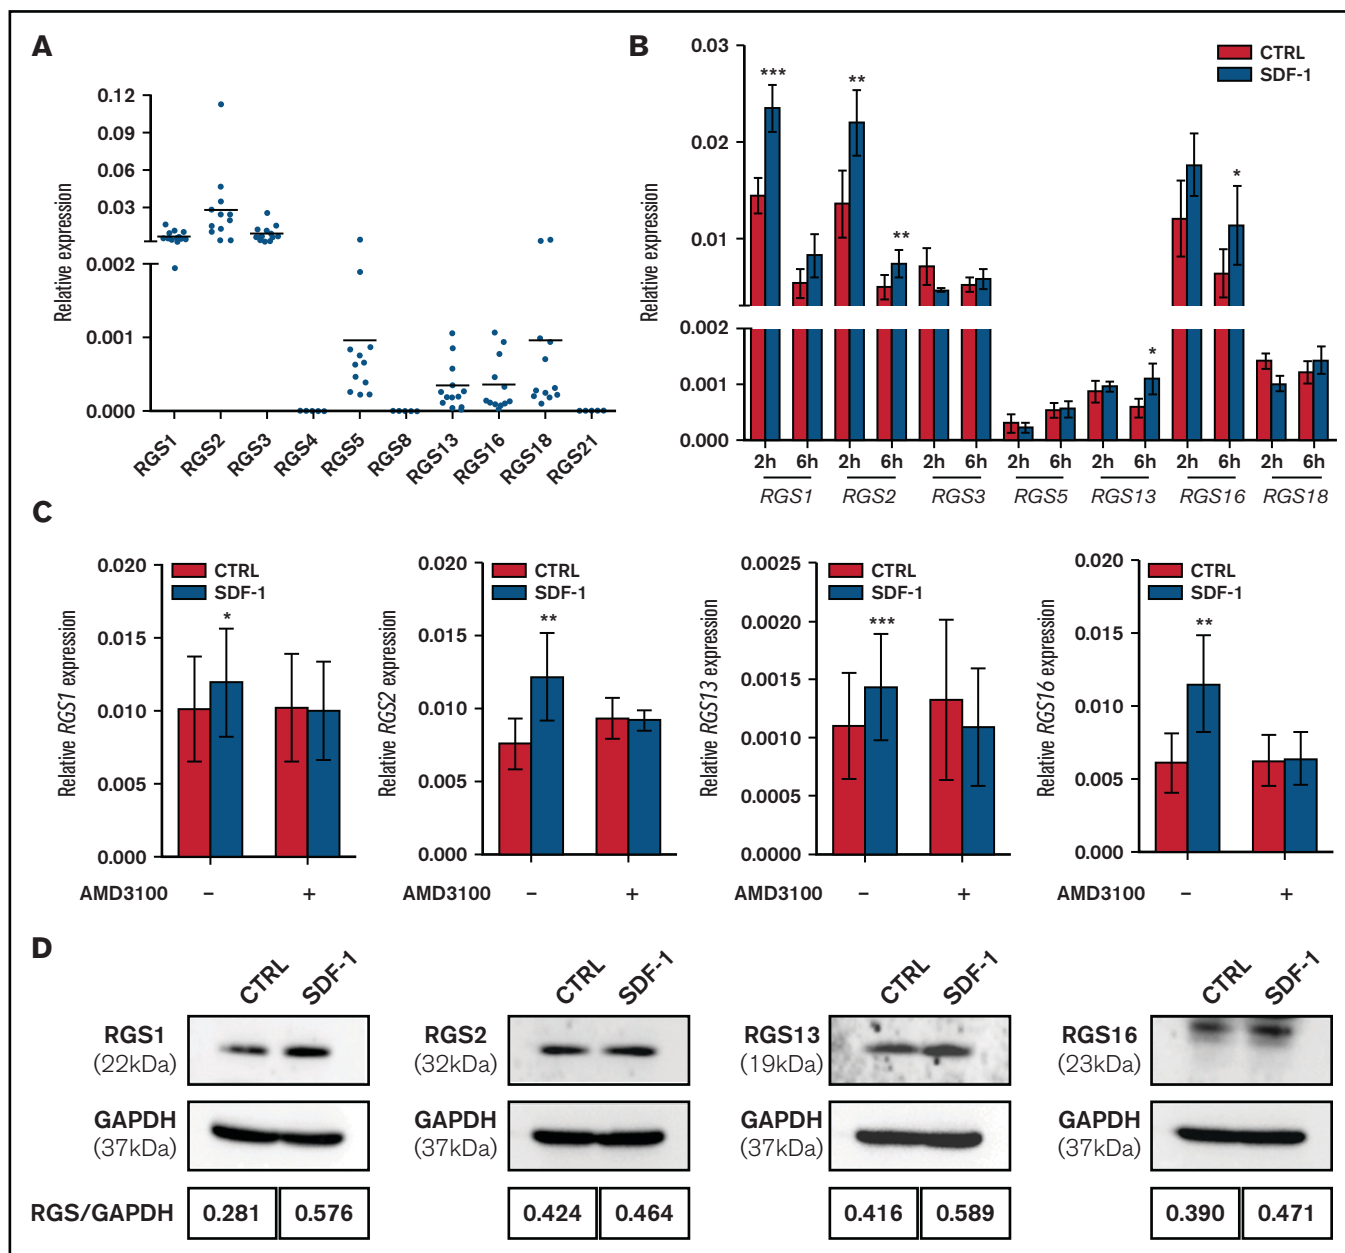 A
Relative expression
0.12
0.09
0.06
0.03
0.002
0.001
0.000
RGS1
RGS2
RGS3
RGS4
RGS5
RGS8
RGS13
RGS16
RGS18
RGS21
B
Relative expression
0.03
0.02
0.01
0.002
0.001
0.000
CTRL
SDF-1
***
**
**
*
*
2h 6h 2h 6h 2h 6h 2h 6h 2h 6h 2h 6h 2h 6h
RGS1 RGS2 RGS3 RGS5 RGS13 RGS16 RGS18
C
Relative RGS1 expression
0.020
0.015
0.010
0.005
0.000
CTRL
SDF-1
*
AMD3100 – +
Relative RGS2 expression
0.020
0.015
0.010
0.005
0.000
CTRL
SDF-1
**
AMD3100 – +
Relative RGS13 expression
0.0025
0.0020
0.0015
0.0010
0.0005
0.0000
CTRL
SDF-1
***
AMD3100 – +
Relative RGS16 expression
0.020
0.015
0.010
0.005
0.000
CTRL
SDF-1
**
AMD3100 – +
D
CTRL SDF-1
RGS1
(22kDa)
GAPDH
(37kDa)
RGS/GAPDH 0.281 0.576
CTRL SDF-1
RGS2
(32kDa)
GAPDH
(37kDa)
0.424 0.464
CTRL SDF-1
RGS13
(19kDa)
GAPDH
(37kDa)
0.416 0.589
CTRL SDF-1
RGS16
(23kDa)
GAPDH
(37kDa)
0.390 0.471